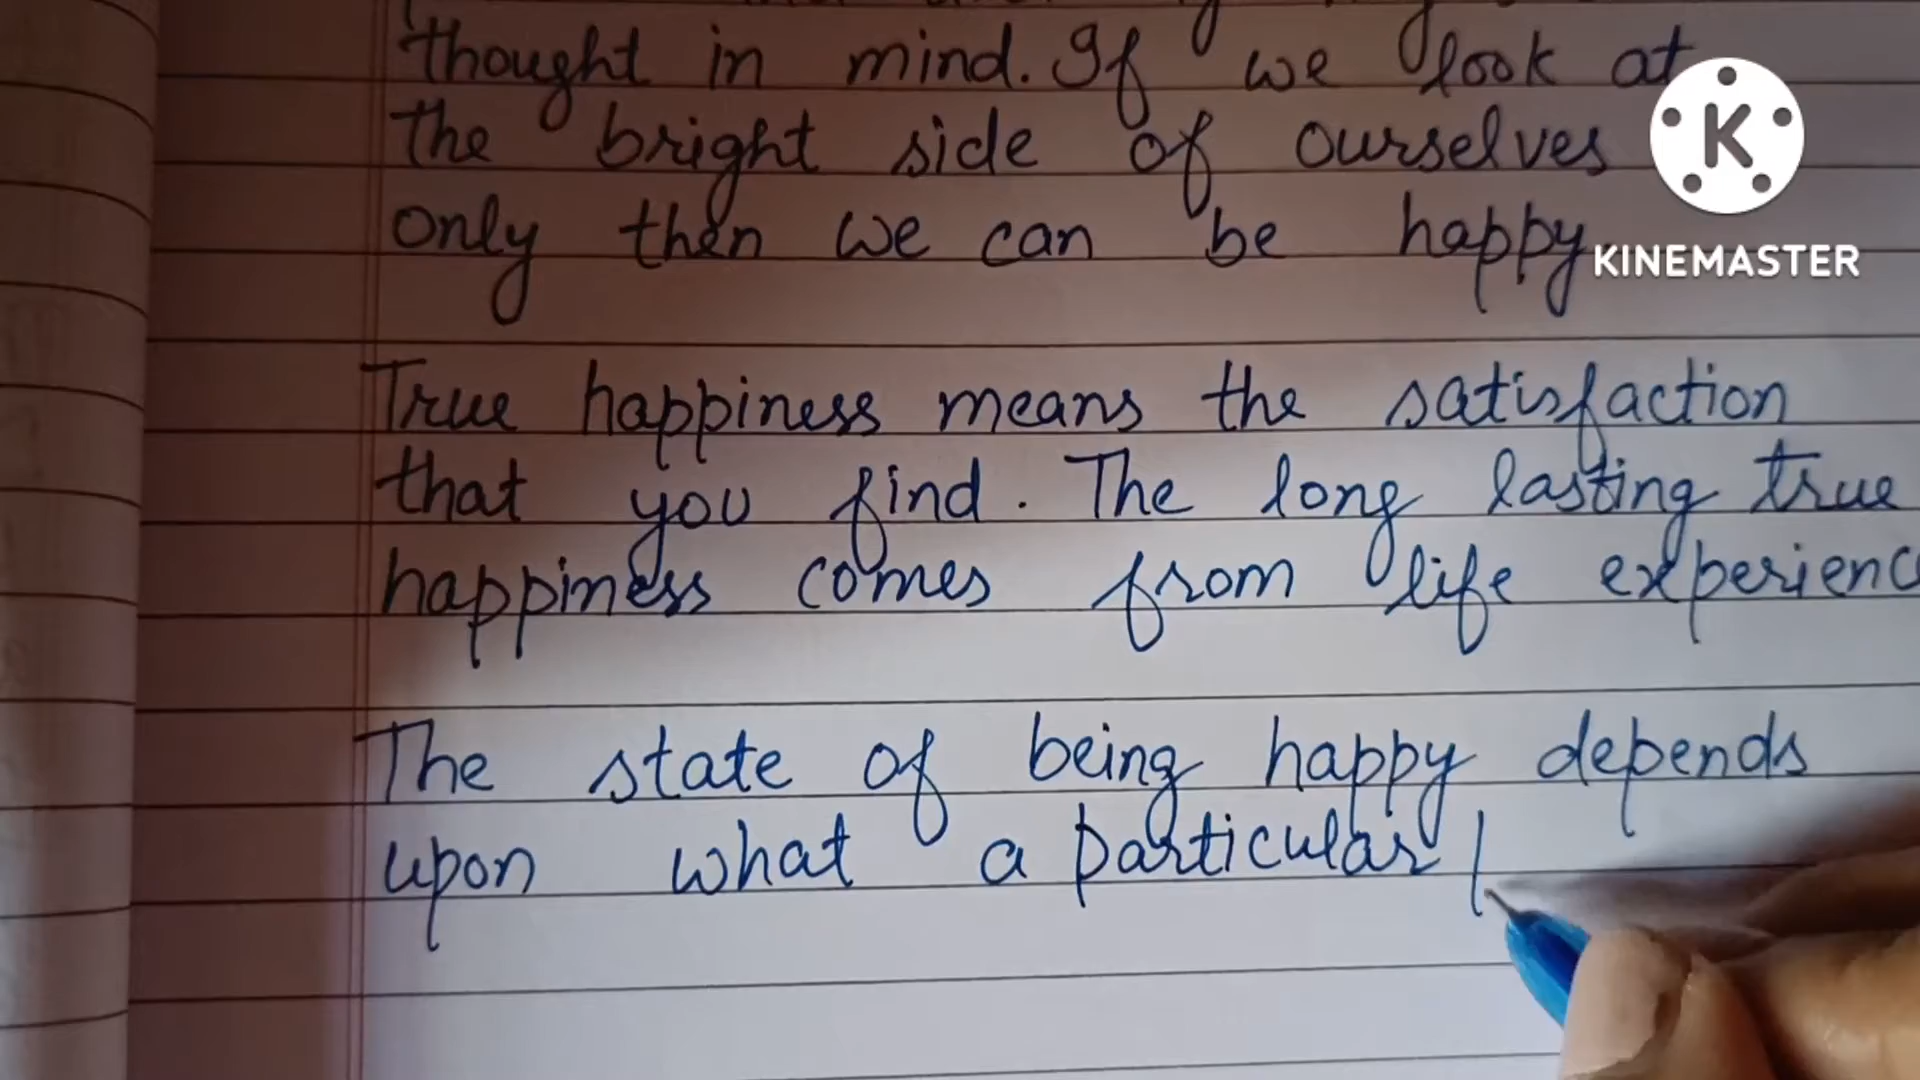 thought in mind. If we look at
the bright side of ourselves
only then we can be happy.
True happiness means the satisfaction
that you find. The long lasting true
happiness comes from life experienc
The state of being happy depends
upon what a particular
K
KINEMASTER